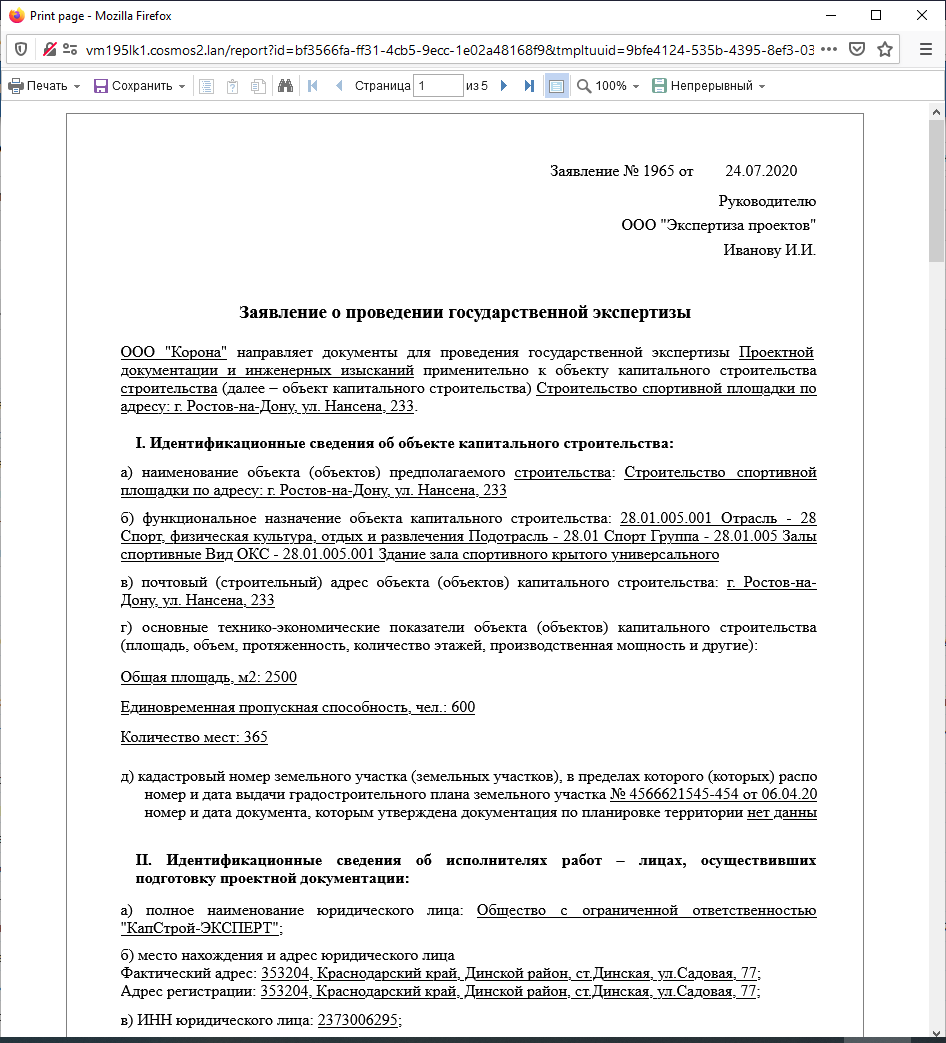 Print page - Mozilla Firefox
vm195lk1.cosmos2.lan/report?id=bf3566fa-ff31-4cb5-9ecc-1e02a48168f9&tmpltuuid=9bfe4124-535b-4395-8ef3-03
Печать Сохранить Страница 1 из 5 100% Непрерывный
Заявление № 1965 от 24.07.2020
Руководителю
ООО "Экспертиза проектов"
Иванову И.И.
Заявление о проведении государственной экспертизы
ООО "Корона" направляет документы для проведения государственной экспертизы Проектной
документации и инженерных изысканий применительно к объекту капитального строительства
строительства (далее – объект капитального строительства) Строительство спортивной площадки по
адресу: г. Ростов-на-Дону, ул. Нансена, 233.
I. Идентификационные сведения об объекте капитального строительства:
а) наименование объекта (объектов) предполагаемого строительства: Строительство спортивной
площадки по адресу: г. Ростов-на-Дону, ул. Нансена, 233
б) функциональное назначение объекта капитального строительства: 28.01.005.001 Отрасль - 28
Спорт, физическая культура, отдых и развлечения Подотрасль - 28.01 Спорт Группа - 28.01.005 Залы
спортивные Вид ОКС - 28.01.005.001 Здание зала спортивного крытого универсального
в) почтовый (строительный) адрес объекта (объектов) капитального строительства: г. Ростов-на-
Дону, ул. Нансена, 233
г) основные технико-экономические показатели объекта (объектов) капитального строительства
(площадь, объем, протяженность, количество этажей, производственная мощность и другие):
Общая площадь, м2: 2500
Единовременная пропускная способность, чел.: 600
Количество мест: 365
д) кадастровый номер земельного участка (земельных участков), в пределах которого (которых) распо
номер и дата выдачи градостроительного плана земельного участка № 4566621545-454 от 06.04.20
номер и дата документа, которым утверждена документация по планировке территории нет данны
II. Идентификационные сведения об исполнителях работ – лицах, осуществивших
подготовку проектной документации:
а) полное наименование юридического лица: Общество с ограниченной ответственностью
"КапСтрой-ЭКСПЕРТ";
б) место нахождения и адрес юридического лица
Фактический адрес: 353204, Краснодарский край, Динской район, ст.Динская, ул.Садовая, 77;
Адрес регистрации: 353204, Краснодарский край, Динской район, ст.Динская, ул.Садовая, 77;
в) ИНН юридического лица: 2373006295;